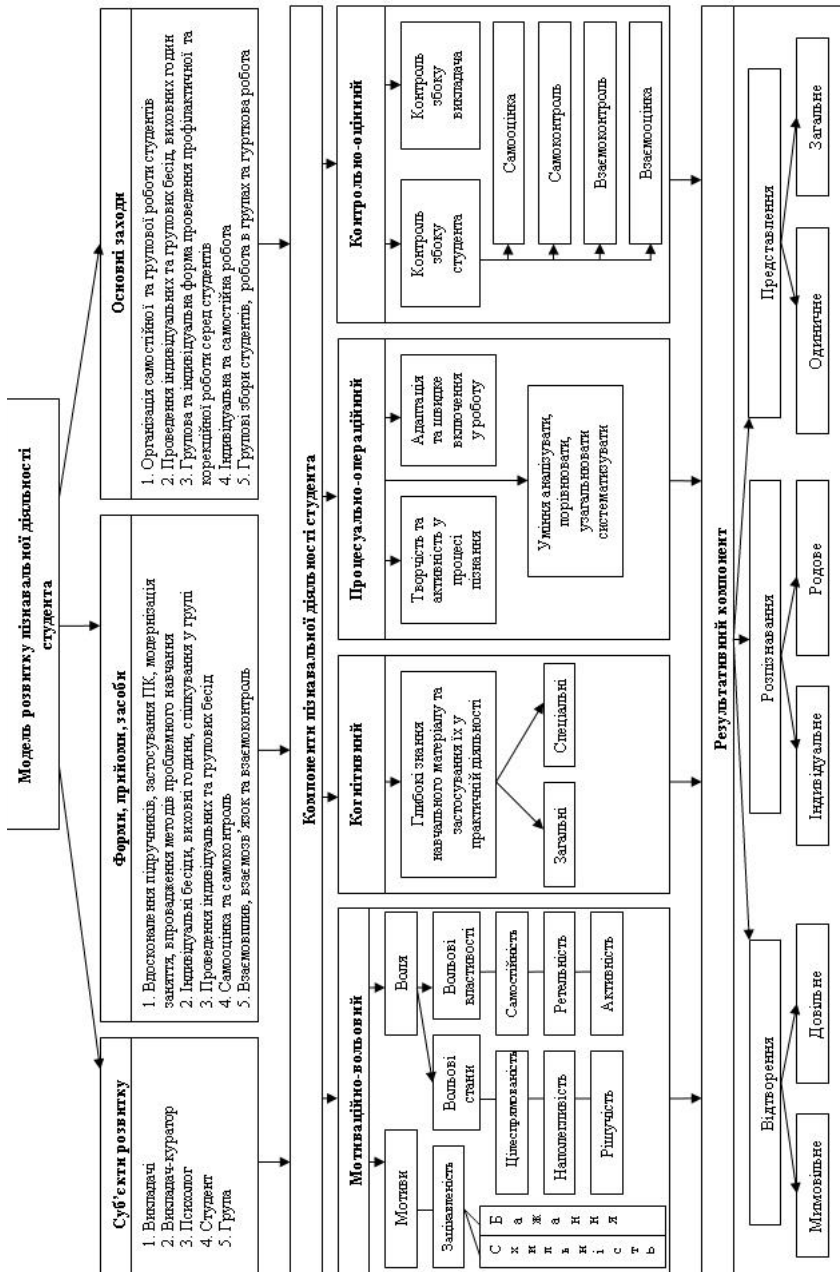 Модель розвитку пізнавальної діяльності
студента
Суб'єкти розвитку
1. Викладачі
2. Викладач-куратор
3. Психолог
4. Студент
5. Група
Форми, прийоми, засоби
1. Вдосконалення підручників, застосування ПК, модернізація
заняття, впровадження методів проблемного навчання
2. Індивідуальні бесіди, виховні години, спілкування у групі
3. Проведення індивідуальних та групових бесід
4. Самооцінка та самоконтроль
5. Взаємовплив, взаємозв'язок та взаємоконтроль
Основні заходи
1. Організація самостійної та групової роботи студентів
2. Проведення індивідуальних та групових бесід, виховних годин
3. Групова та індивідуальна форма проведення профілактичної та
корекційної роботи серед студентів
4. Індивідуальна та самостійна робота
5. Групові збори студентів, робота в групах та гурткова робота
Компоненти пізнавальної діяльності студента
Мотиваційно-вольовий
Мотиви
Воля
Зацікавленість
Схильність
Бажання
Вольові
стани
Вольові
властивості
Цілеспрямованість
Самостійність
Наполегливість
Ретельність
Рішучість
Активність
Когнітивний
Глибокі знання
навчального матеріалу та
застосування їх у
практичній діяльності
Загальні
Спеціальні
Процесуально-операційний
Творчість та
активність у
процесі
пізнання
Адаптація
та швидке
включення
у роботу
Уміння аналізувати,
порівнювати,
узагальнювати
систематизувати
Контрольно-оцінний
Контроль
збоку
студента
Контроль
збоку
викладача
Самооцінка
Самоконтроль
Взаємоконтроль
Взаємооцінка
Результативний компонент
Відтворення
Мимовільне
Довільне
Розпізнавання
Індивідуальне
Родове
Представлення
Одиничне
Загальне